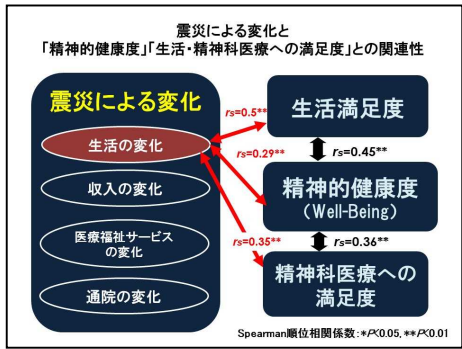 震災による変化と
「精神的健康度」「生活・精神科医療への満足度」との関連性
震災による変化
生活の変化
収入の変化
医療福祉サービス
の変化
通院の変化
rs=0.5**
rs=0.29**
rs=0.35**
生活満足度
rs=0.45**
精神的健康度
(Well-Being)
rs=0.36**
精神科医療への
満足度
Spearman順位相関係数:*P<0.05, **P<0.01